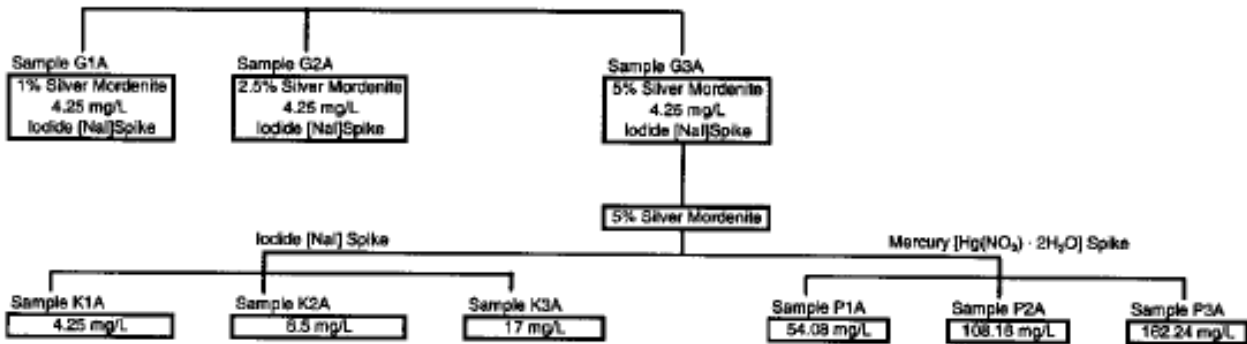 Sample G1A
1% Silver Mordenite
4.25 mg/L
Iodide [NaI]Spike
Sample G2A
2.5% Silver Mordenite
4.25 mg/L
Iodide [NaI]Spike
Sample G3A
5% Silver Mordenite
4.25 mg/L
Iodide [NaI]Spike
5% Silver Mordenite
Iodide [NaI] Spike
Mercury [Hg(NO₃) · 2H₂O] Spike
Sample K1A
4.25 mg/L
Sample K2A
8.5 mg/L
Sample K3A
17 mg/L
Sample P1A
54.08 mg/L
Sample P2A
108.16 mg/L
Sample P3A
162.24 mg/L